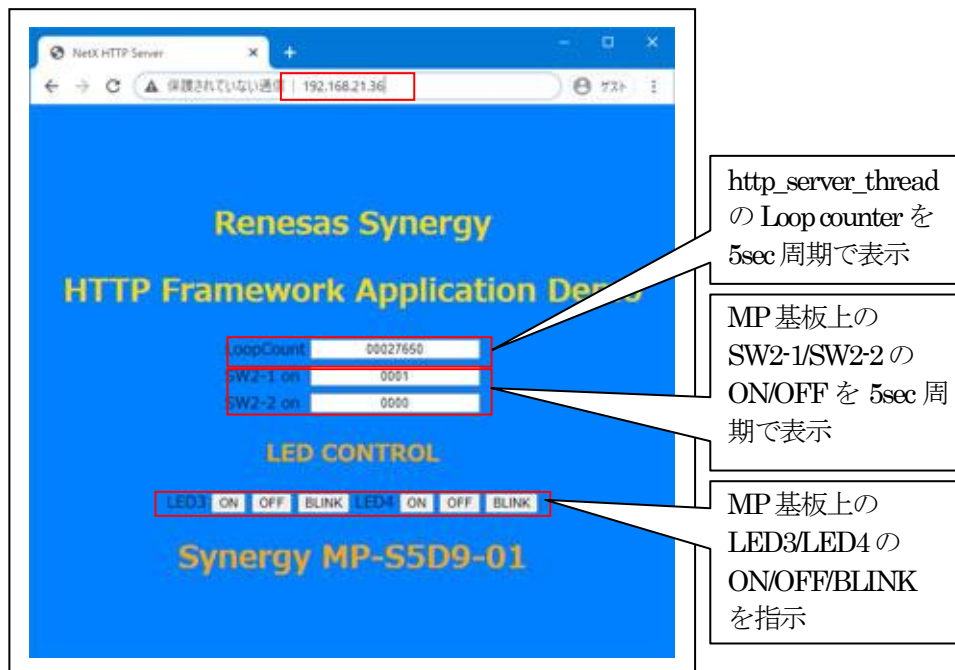 NetX HTTP Server
保護されていない通信 | 192.168.21.36
ゲスト
Renesas Synergy
HTTP Framework Application Demo
LoopCount 00027650
SW2-1 on 0001
SW2-2 on 0000
LED CONTROL
LED3 ON OFF BLINK LED4 ON OFF BLINK
Synergy MP-S5D9-01
http_server_thread
の Loop counter を
5sec 周期で表示
MP 基板上の
SW2-1/SW2-2 の
ON/OFF を 5sec 周
期で表示
MP 基板上の
LED3/LED4 の
ON/OFF/BLINK
を指示